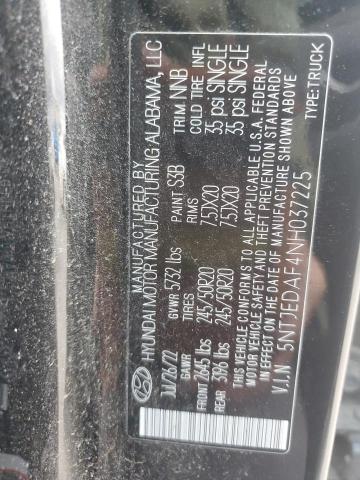 MANUFACTURED BY
HYUNDAI MOTOR MANUFACTURING ALABAMA, LLC
JUL/26/22 GVWR 5732 lbs PAINT S3B TRIM NNB
GAWR TIRES RIMS COLD TIRE INFL
FRONT 2645 lbs 245/50R20 7.5JX20 35 psi SINGLE
REAR 3196 lbs 245/50R20 7.5JX20 35 psi SINGLE
THIS VEHICLE CONFORMS TO ALL APPLICABLE U.S.A. FEDERAL
MOTOR VEHICLE SAFETY AND THEFT PREVENTION STANDARDS
IN EFFECT ON THE DATE OF MANUFACTURE SHOWN ABOVE
V.I.N 5NTJEDAF4NH037225 TYPE:TRUCK